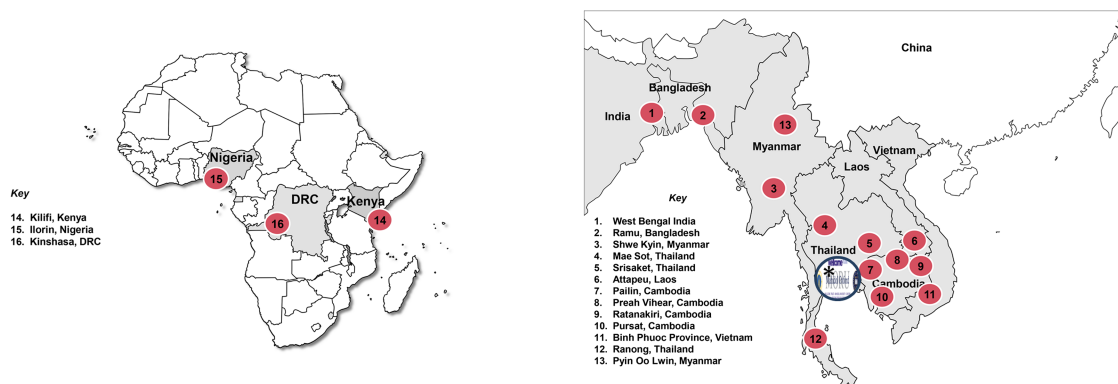 Nigeria
15
DRC
Kenya
16
14
Key
14. Kilifi, Kenya
15. Ilorin, Nigeria
16. Kinshasa, DRC
China
Bangladesh
India
1
2
13
Myanmar
Vietnam
Laos
3
Key
1. West Bengal India
2. Ramu, Bangladesh
3. Shwe Kyin, Myanmar
4. Mae Sot, Thailand
5. Srisaket, Thailand
6. Attapeu, Laos
7. Pailin, Cambodia
8. Preah Vihear, Cambodia
9. Ratanakiri, Cambodia
10. Pursat, Cambodia
11. Binh Phuoc Province, Vietnam
12. Ranong, Thailand
13. Pyin Oo Lwin, Myanmar
4
Thailand
5
6
8
7
9
Cambodia
10
11
12
*